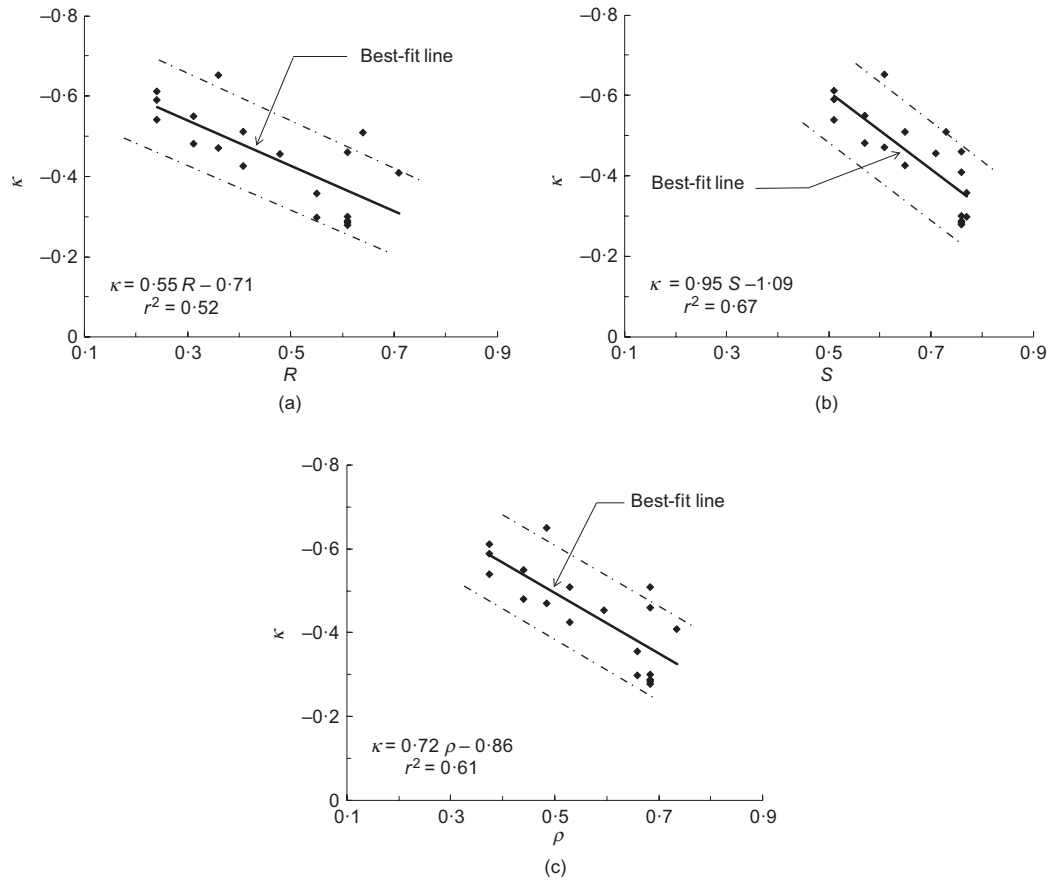 –0·8
–0·6
–0·4
–0·2
0
κ
Best-fit line
κ = 0·55 R – 0·71
r² = 0·52
0·1
0·3
0·5
0·7
0·9
R
(a)
–0·8
–0·6
–0·4
–0·2
0
κ
Best-fit line
κ = 0·95 S –1·09
r² = 0·67
0·1
0·3
0·5
0·7
0·9
S
(b)
–0·8
–0·6
–0·4
–0·2
0
κ
Best-fit line
κ = 0·72 ρ – 0·86
r² = 0·61
0·1
0·3
0·5
0·7
0·9
ρ
(c)